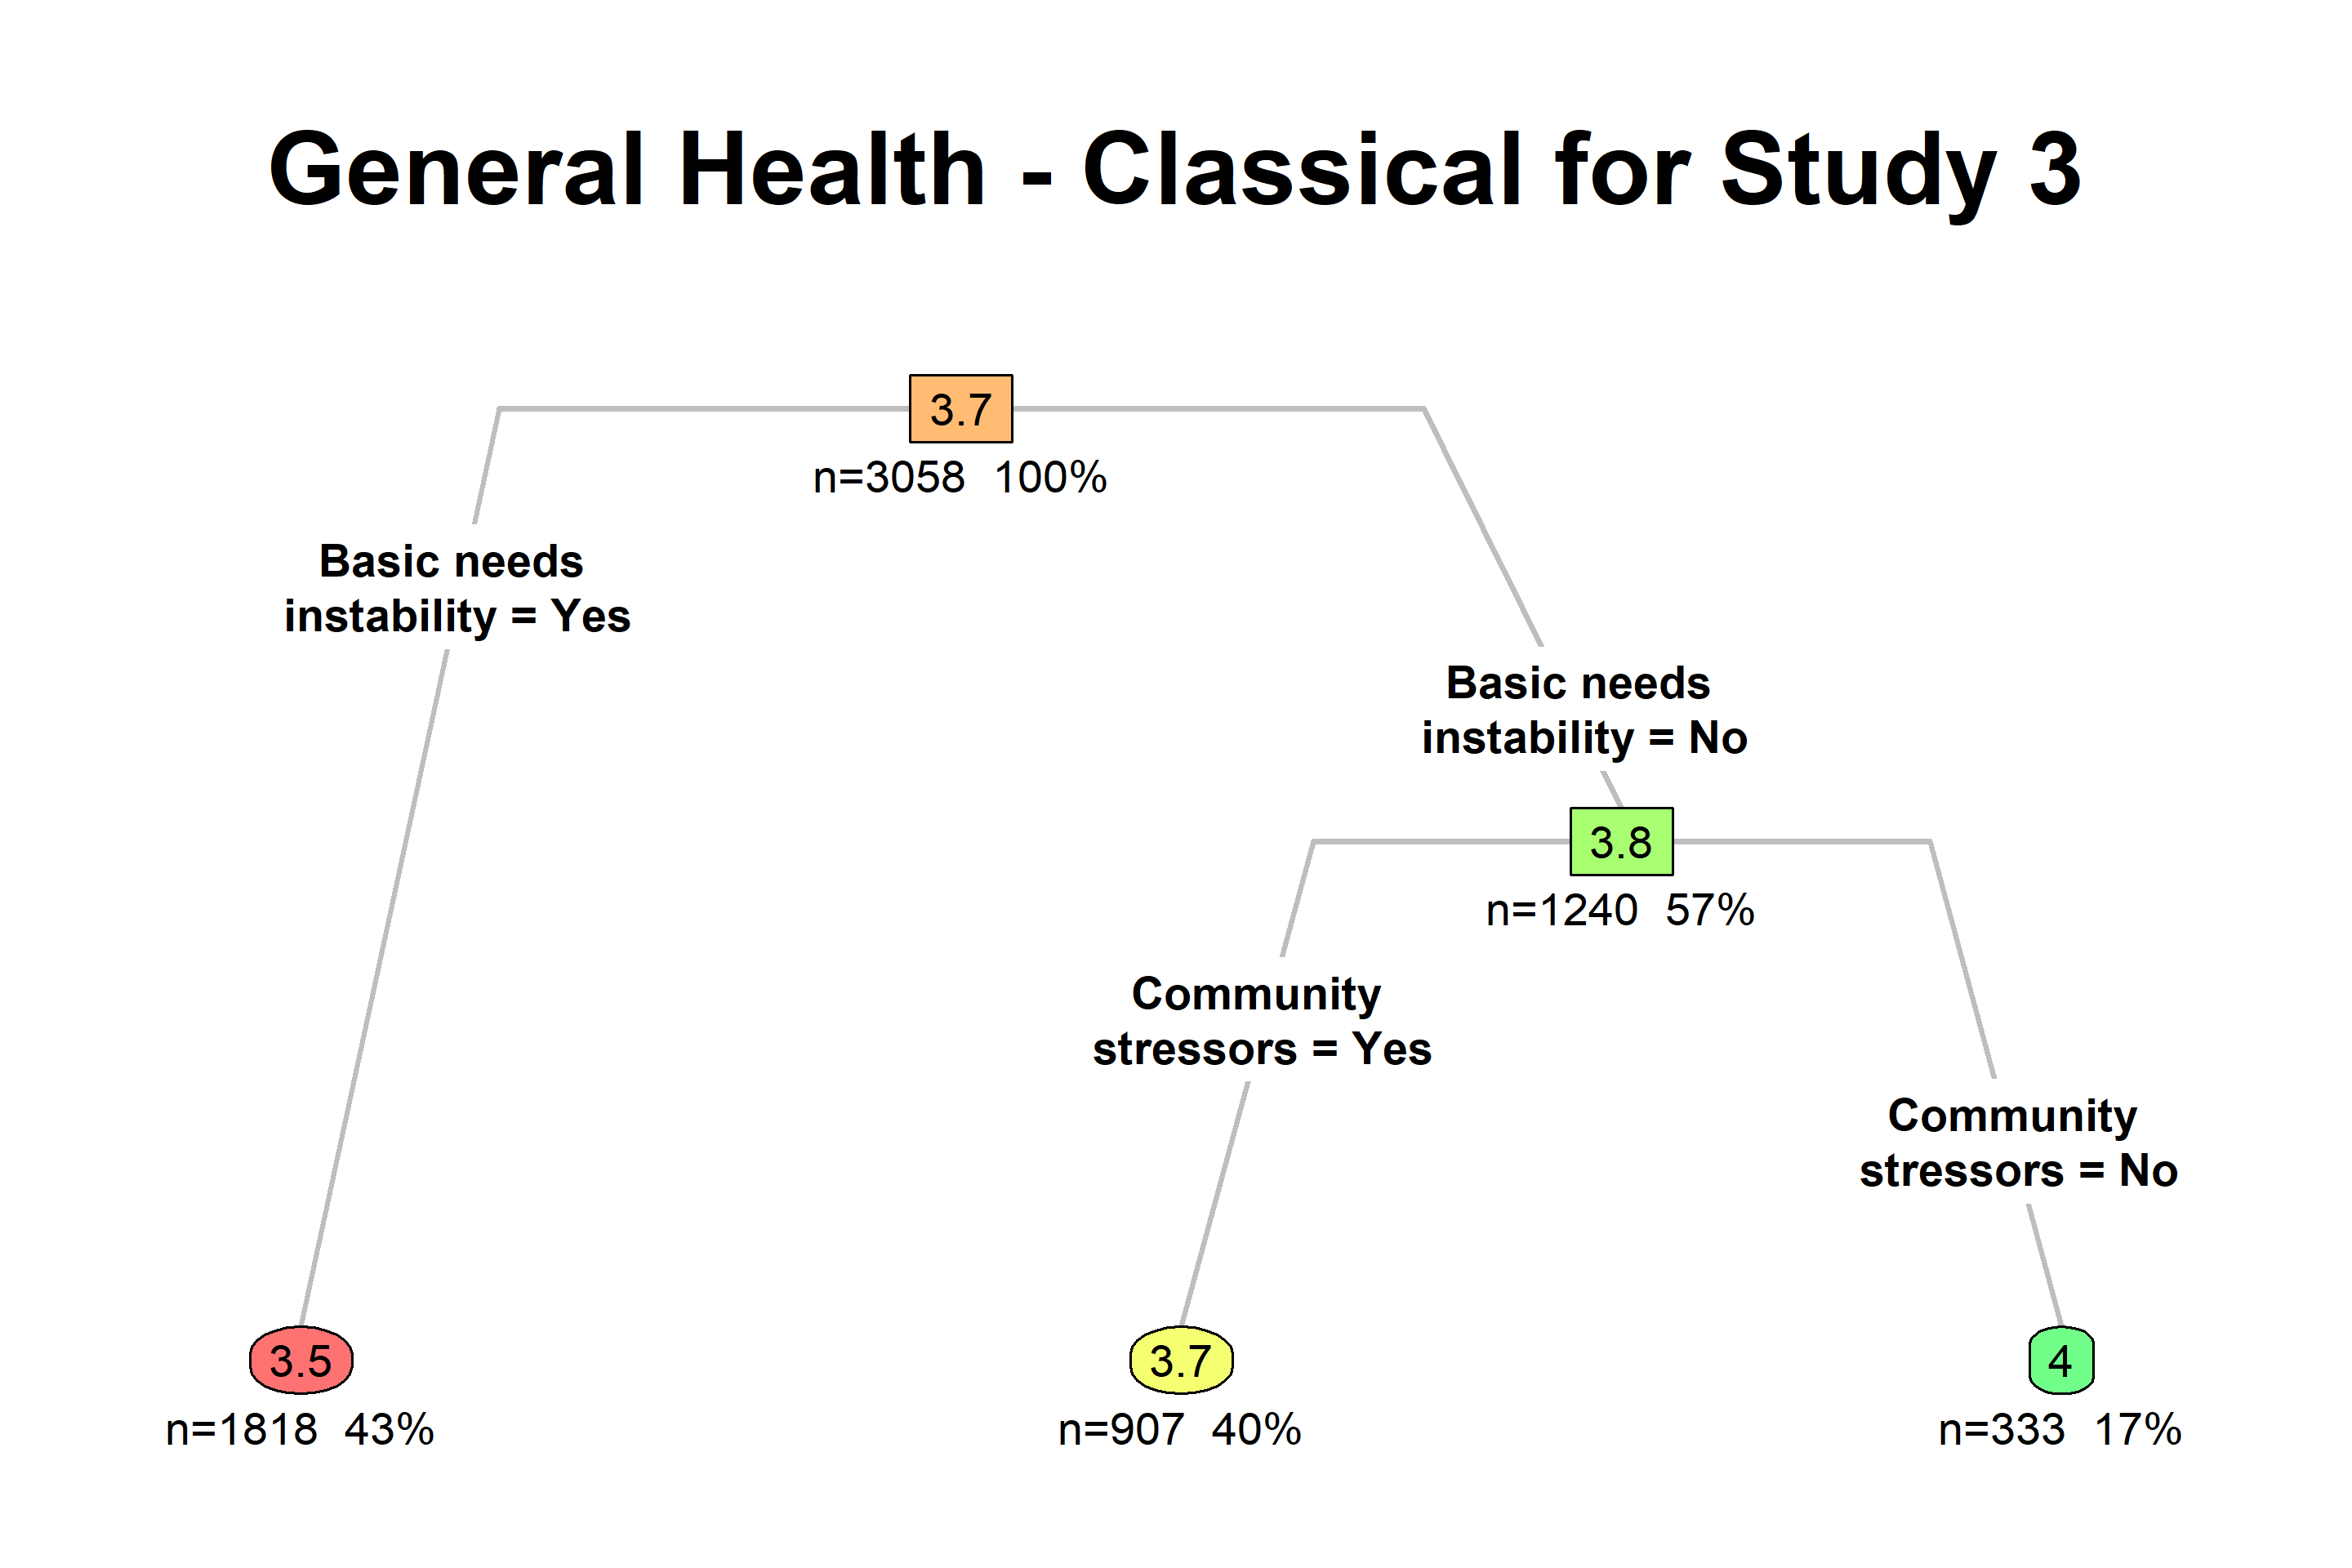 General Health - Classical for Study 3
3.7
n=3058 100%
Basic needs
instability = Yes
Basic needs
instability = No
3.8
n=1240 57%
Community
stressors = Yes
Community
stressors = No
3.5
n=1818 43%
3.7
n=907 40%
4
n=333 17%